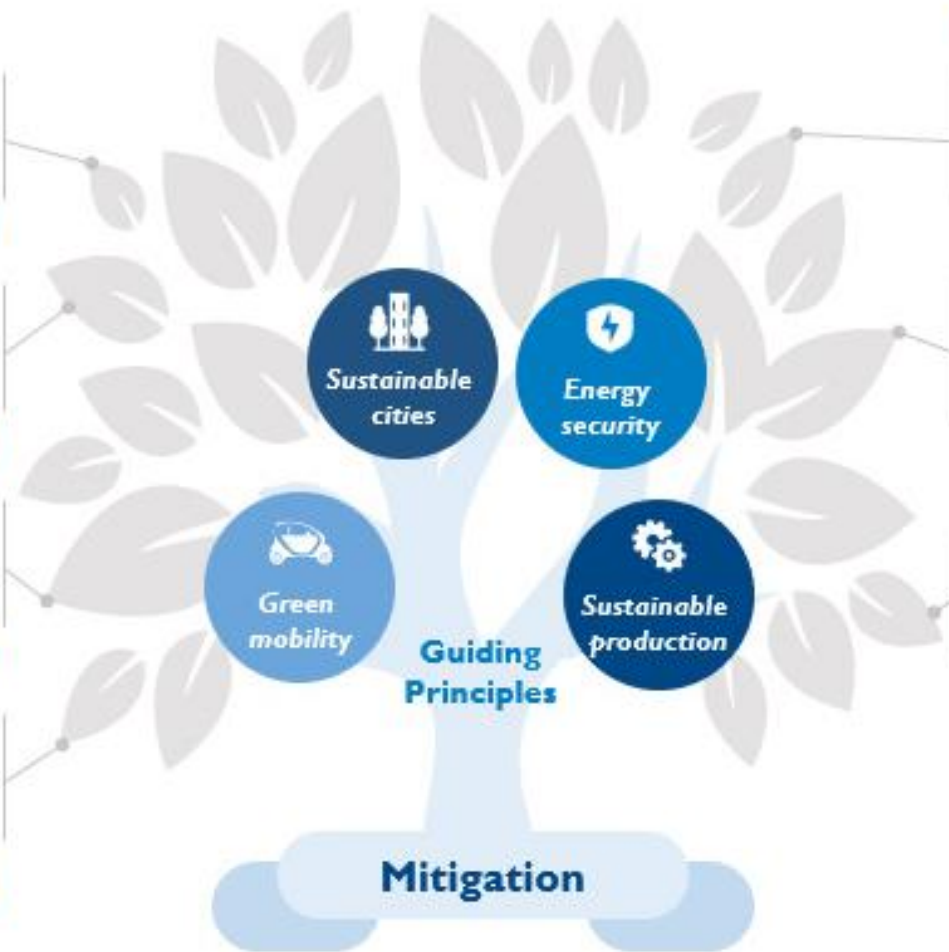 Sustainable
cities
Energy
security
Green
mobility
Sustainable
production
Guiding
Principles
Mitigation